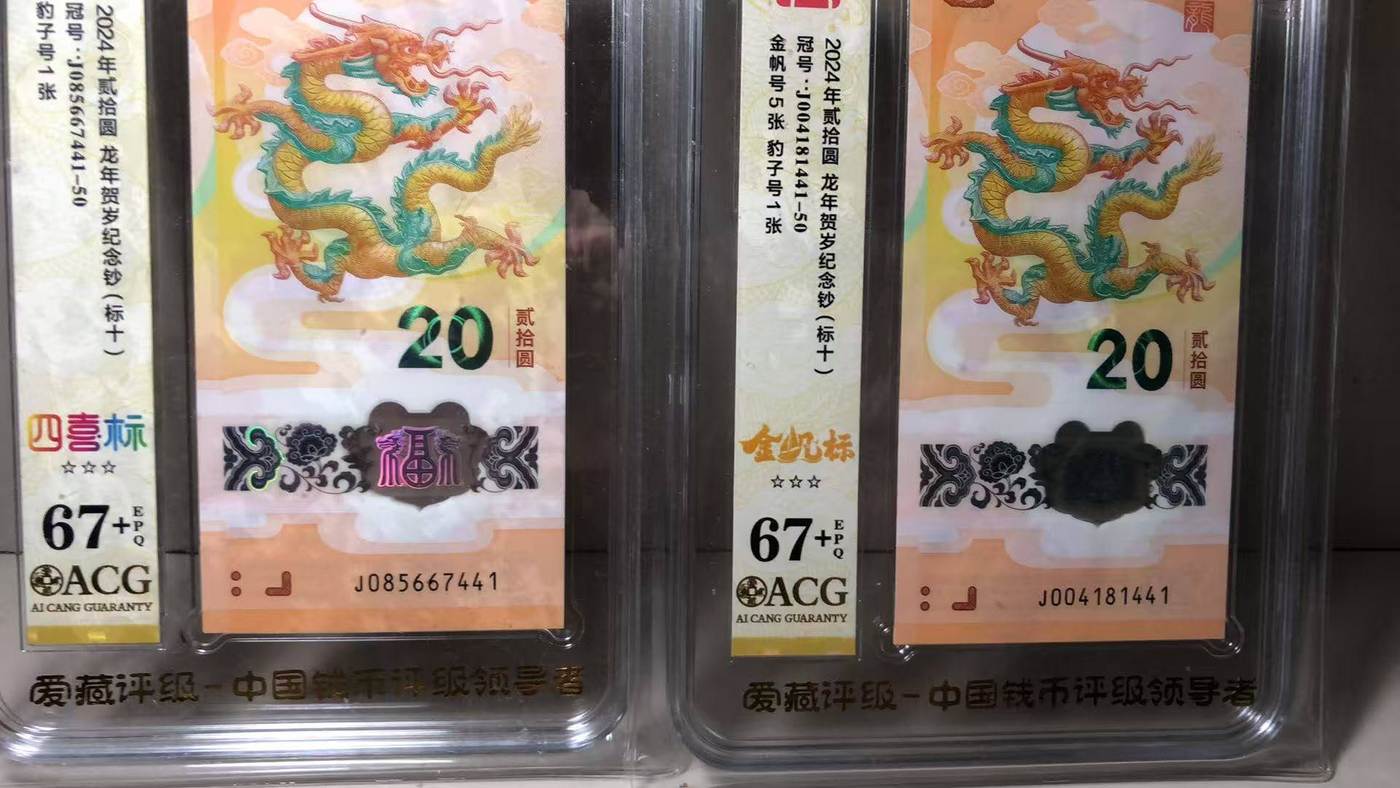 2024年贰拾圆 龙年贺岁纪念钞(标十)
冠号:J085667441-50
豹子号1张
四喜标
☆☆☆
67+
EPQ
ACG
AI CANG GUARANTY
20
贰拾圆
福
J085667441
爱藏评级-中国钱币评级领导者
2024年贰拾圆 龙年贺岁纪念钞(标十)
冠号:J004181441-50
金帆号5张 豹子号1张
金帆标
☆☆☆
67+
EPQ
ACG
AI CANG GUARANTY
20
贰拾圆
J004181441
爱藏评级-中国钱币评级领导者